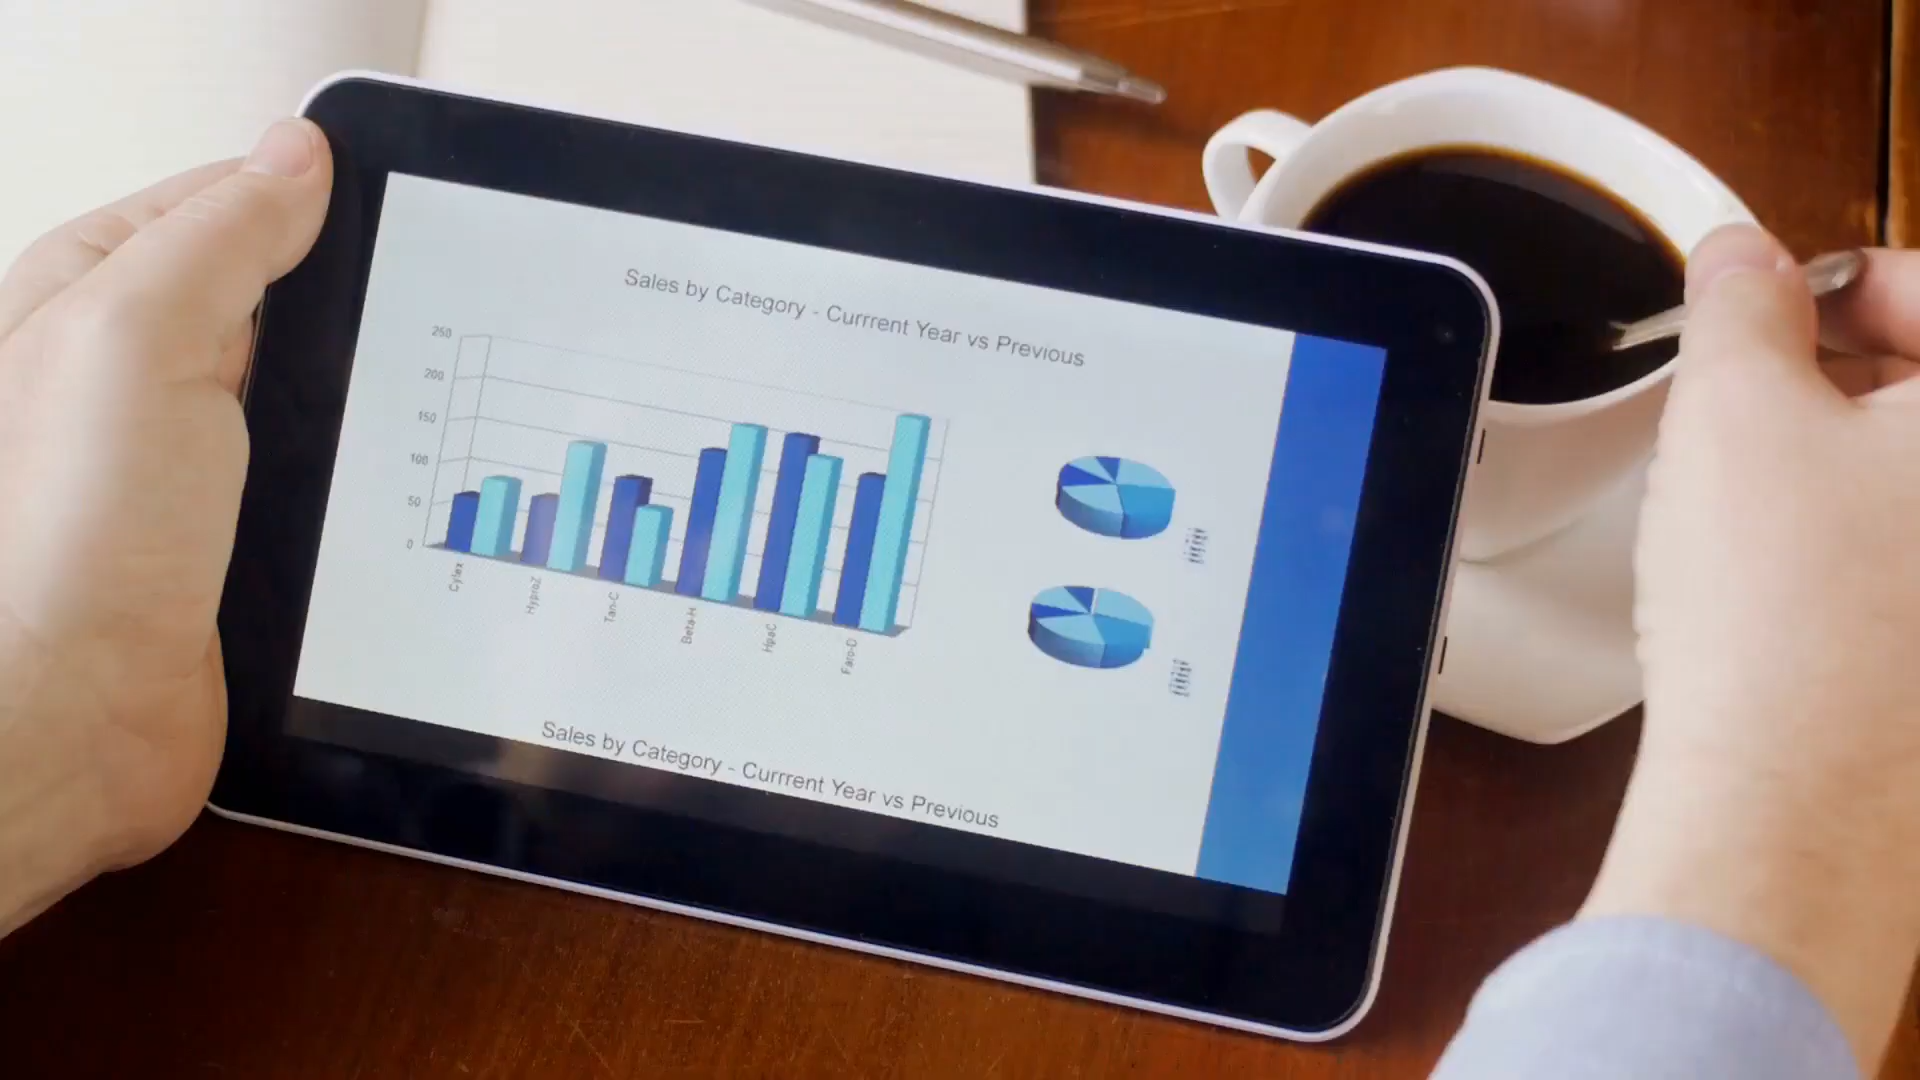 Sales by Category - Currrent Year vs Previous
250
200
150
100
50
0
Cylex
HyproZ
Tan-C
Beta-H
HpaC
Faro-D
Sales by Category - Currrent Year vs Previous